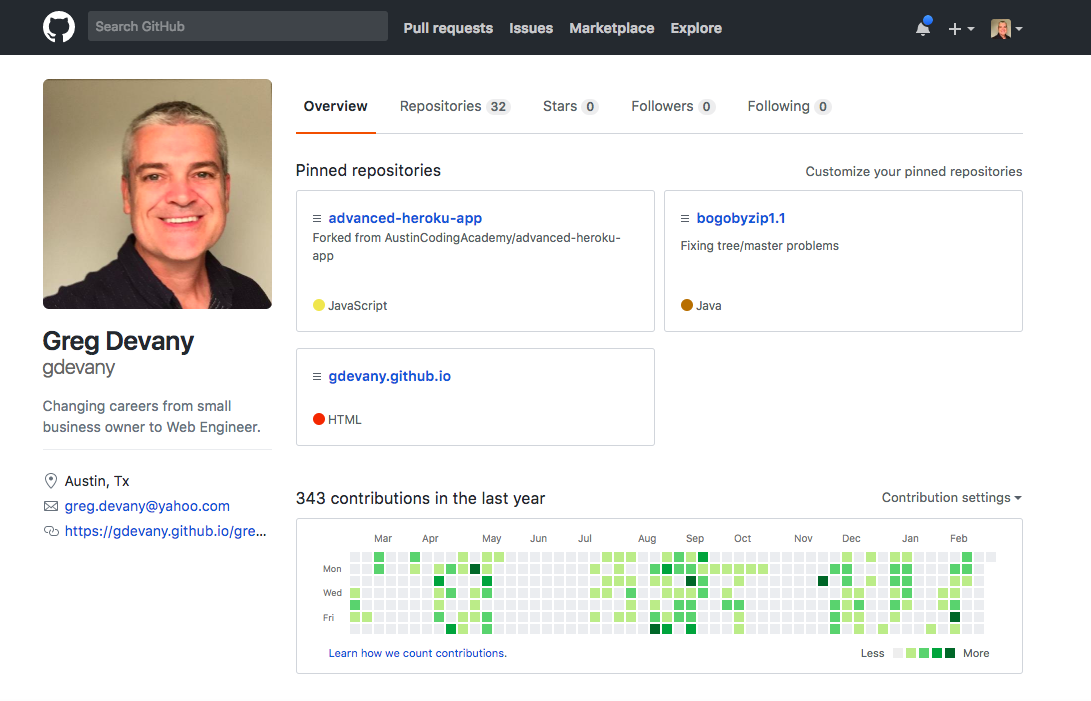 Search GitHub
Pull requests
Issues
Marketplace
Explore
Overview
Repositories 32
Stars 0
Followers 0
Following 0
Pinned repositories
Customize your pinned repositories
advanced-heroku-app
Forked from AustinCodingAcademy/advanced-heroku-
app
JavaScript
bogobyzip1.1
Fixing tree/master problems
Java
gdevany.github.io
HTML
Greg Devany
gdevany
Changing careers from small
business owner to Web Engineer.
Austin, Tx
greg.devany@yahoo.com
https://gdevany.github.io/gre...
343 contributions in the last year
Contribution settings
Mar Apr May Jun Jul Aug Sep Oct Nov Dec Jan Feb
Mon
Wed
Fri
Learn how we count contributions.
Less
More